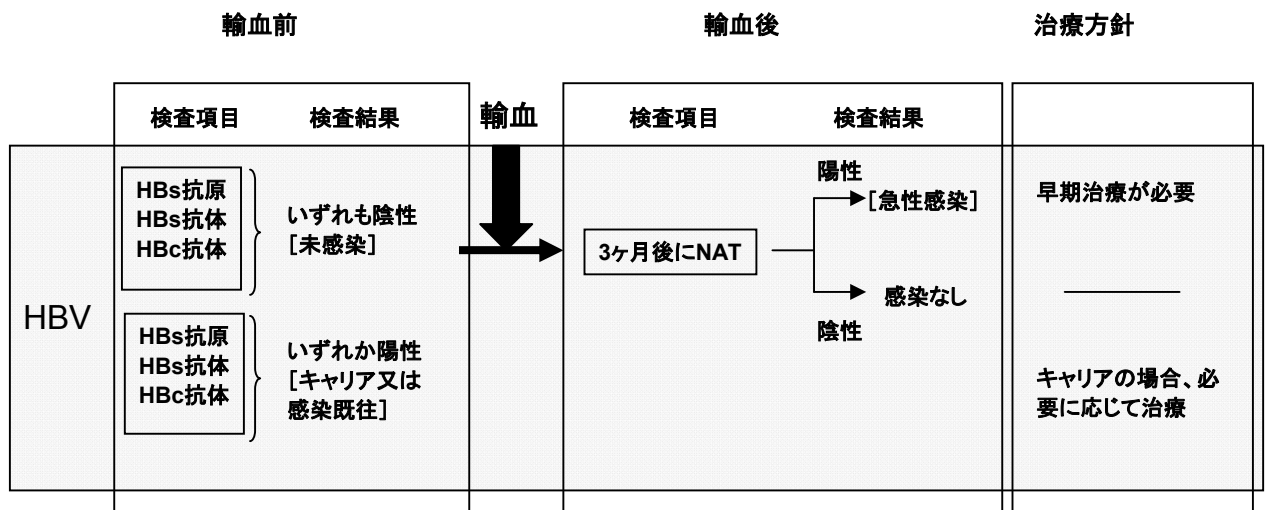 輸血前
輸血後
治療方針
検査項目
検査結果
輸血
検査項目
検査結果
HBV
HBs抗原
HBs抗体
HBc抗体
いずれも陰性
[未感染]
3ヶ月後にNAT
陽性
[急性感染]
感染なし
陰性
早期治療が必要
HBs抗原
HBs抗体
HBc抗体
いずれか陽性
[キャリア又は
感染既往]
キャリアの場合、必
要に応じて治療